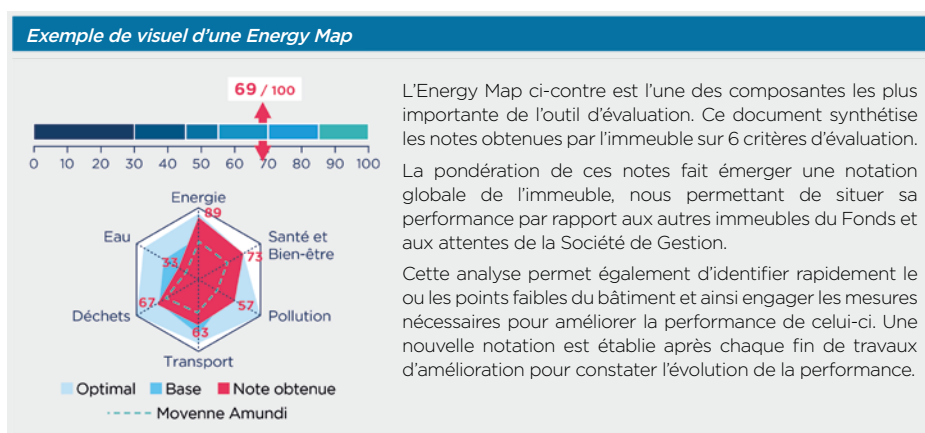 Exemple de visuel d'une Energy Map
69 / 100
0 10 20 30 40 50 60 70 80 90 100
Energie
89
Eau
Santé et
Bien-être
33
73
67
57
Déchets
Pollution
63
Transport
Optimal Base Note obtenue
Movenne Amundi
L'Energy Map ci-contre est l'une des composantes les plus
importante de l'outil d'évaluation. Ce document synthétise
les notes obtenues par l'immeuble sur 6 critères d'évaluation.
La pondération de ces notes fait émerger une notation
globale de l'immeuble, nous permettant de situer sa
performance par rapport aux autres immeubles du Fonds et
aux attentes de la Société de Gestion.
Cette analyse permet également d'identifier rapidement le
ou les points faibles du bâtiment et ainsi engager les mesures
nécessaires pour améliorer la performance de celui-ci. Une
nouvelle notation est établie après chaque fin de travaux
d'amélioration pour constater l'évolution de la performance.